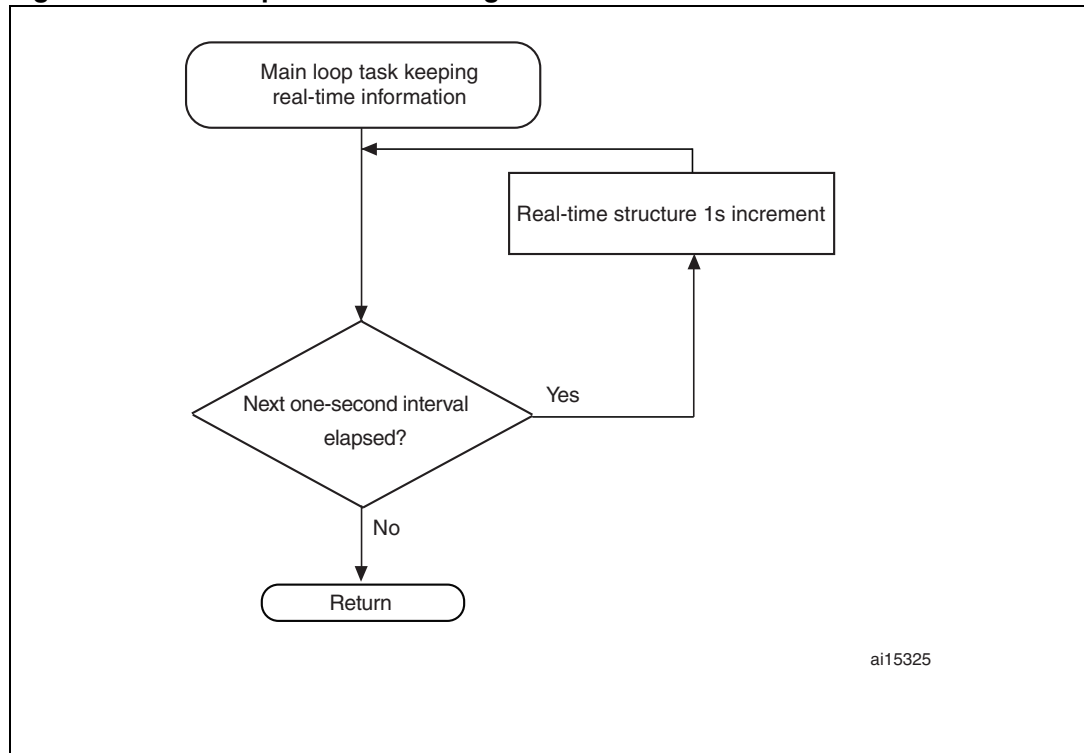 Main loop task keeping
real-time information
Real-time structure 1s increment
Next one-second interval
elapsed?
Yes
No
Return
ai15325